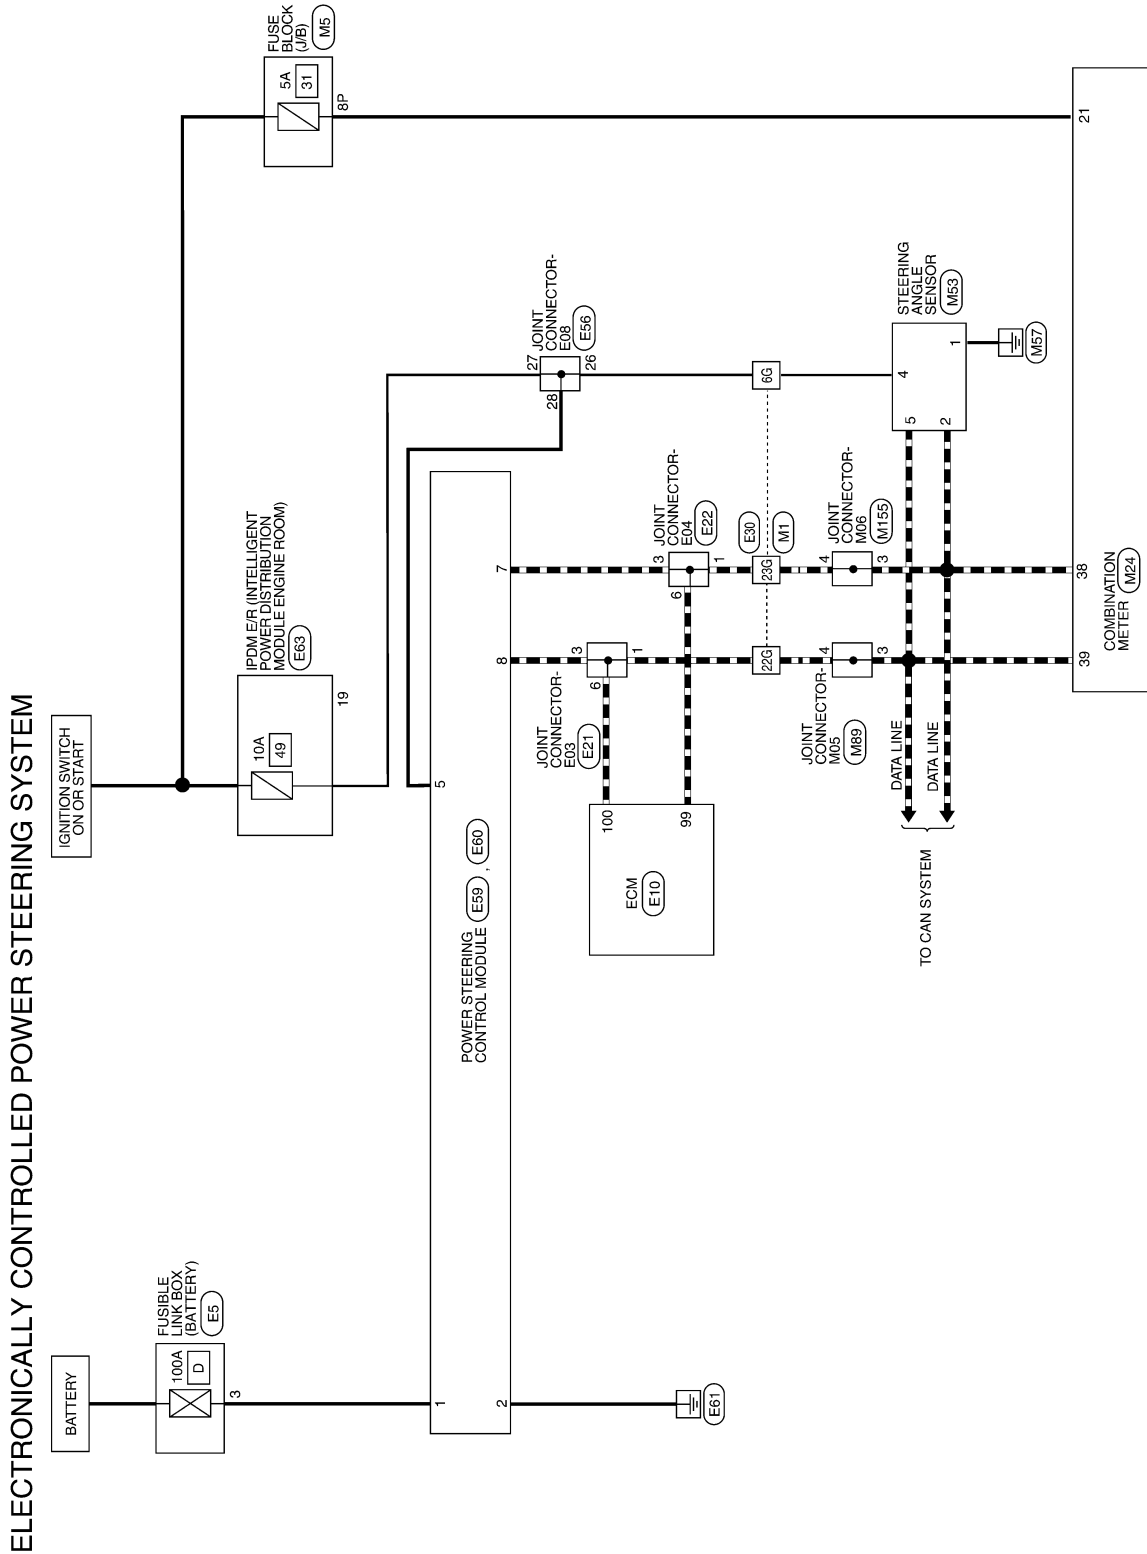 ELECTRONICALLY CONTROLLED POWER STEERING SYSTEM
BATTERY
IGNITION SWITCH
ON OR START
100A
D
3
FUSIBLE
LINK BOX
(BATTERY)
E5
10A
49
19
IPDM E/R (INTELLIGENT
POWER DISTRIBUTION
MODULE ENGINE ROOM)
E63
5A
31
8P
FUSE
BLOCK
(J/B)
M5
1
5
POWER STEERING
CONTROL MODULE
E59
,
E60
2
8
7
27
28
26
JOINT
CONNECTOR-
E08
E56
E61
JOINT
CONNECTOR-
E03
E21
3
6
1
JOINT
CONNECTOR-
E04
E22
3
6
1
100
99
ECM
E10
22G
23G
E30
M1
6G
JOINT
CONNECTOR-
M05
M89
4
3
JOINT
CONNECTOR-
M06
M155
4
3
STEERING
ANGLE
SENSOR
M53
4
1
5
2
M57
DATA LINE
DATA LINE
TO CAN SYSTEM
39
38
21
COMBINATION
METER
M24